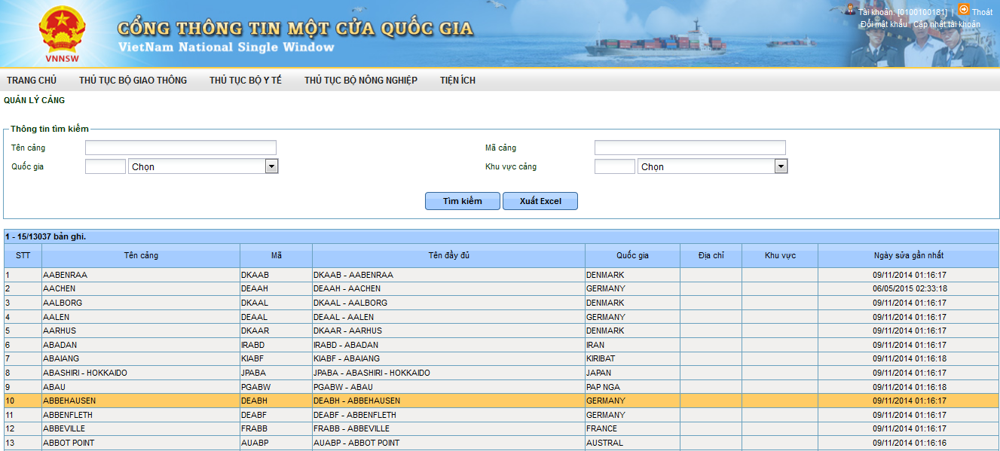 Tài khoản: [0100100181] | Thoát
CỔNG THÔNG TIN MỘT CỬA QUỐC GIA
Đổi mật khẩu Cập nhật tài khoản
VietNam National Single Window
VNNSW
TRANG CHỦ THỦ TỤC BỘ GIAO THÔNG THỦ TỤC BỘ Y TẾ THỦ TỤC BỘ NÔNG NGHIỆP TIỆN ÍCH
QUẢN LÝ CẢNG
Thông tin tìm kiếm
Tên cảng Mã cảng
Quốc gia Chọn Khu vực cảng Chọn
Tìm kiếm Xuất Excel
1 - 15/13037 bản ghi.
STT Tên cảng Mã Tên đầy đủ Quốc gia Địa chỉ Khu vực Ngày sửa gần nhất
1 AABENRAA DKAAB DKAAB - AABENRAA DENMARK 09/11/2014 01:16:17
2 AACHEN DEAAH DEAAH - AACHEN GERMANY 06/05/2015 02:33:18
3 AALBORG DKAAL DKAAL - AALBORG DENMARK 09/11/2014 01:16:17
4 AALEN DEAAL DEAAL - AALEN GERMANY 09/11/2014 01:16:17
5 AARHUS DKAAR DKAAR - AARHUS DENMARK 09/11/2014 01:16:17
6 ABADAN IRABD IRABD - ABADAN IRAN 09/11/2014 01:16:17
7 ABAIANG KIABF KIABF - ABAIANG KIRIBAT 09/11/2014 01:16:18
8 ABASHIRI - HOKKAIDO JPABA JPABA - ABASHIRI - HOKKAIDO JAPAN 09/11/2014 01:16:17
9 ABAU PGABW PGABW - ABAU PAP NGA 09/11/2014 01:16:18
10 ABBEHAUSEN DEABH DEABH - ABBEHAUSEN GERMANY 09/11/2014 01:16:17
11 ABBENFLETH DEABF DEABF - ABBENFLETH GERMANY 09/11/2014 01:16:17
12 ABBEVILLE FRABB FRABB - ABBEVILLE FRANCE 09/11/2014 01:16:17
13 ABBOT POINT AUABP AUABP - ABBOT POINT AUSTRAL 09/11/2014 01:16:16